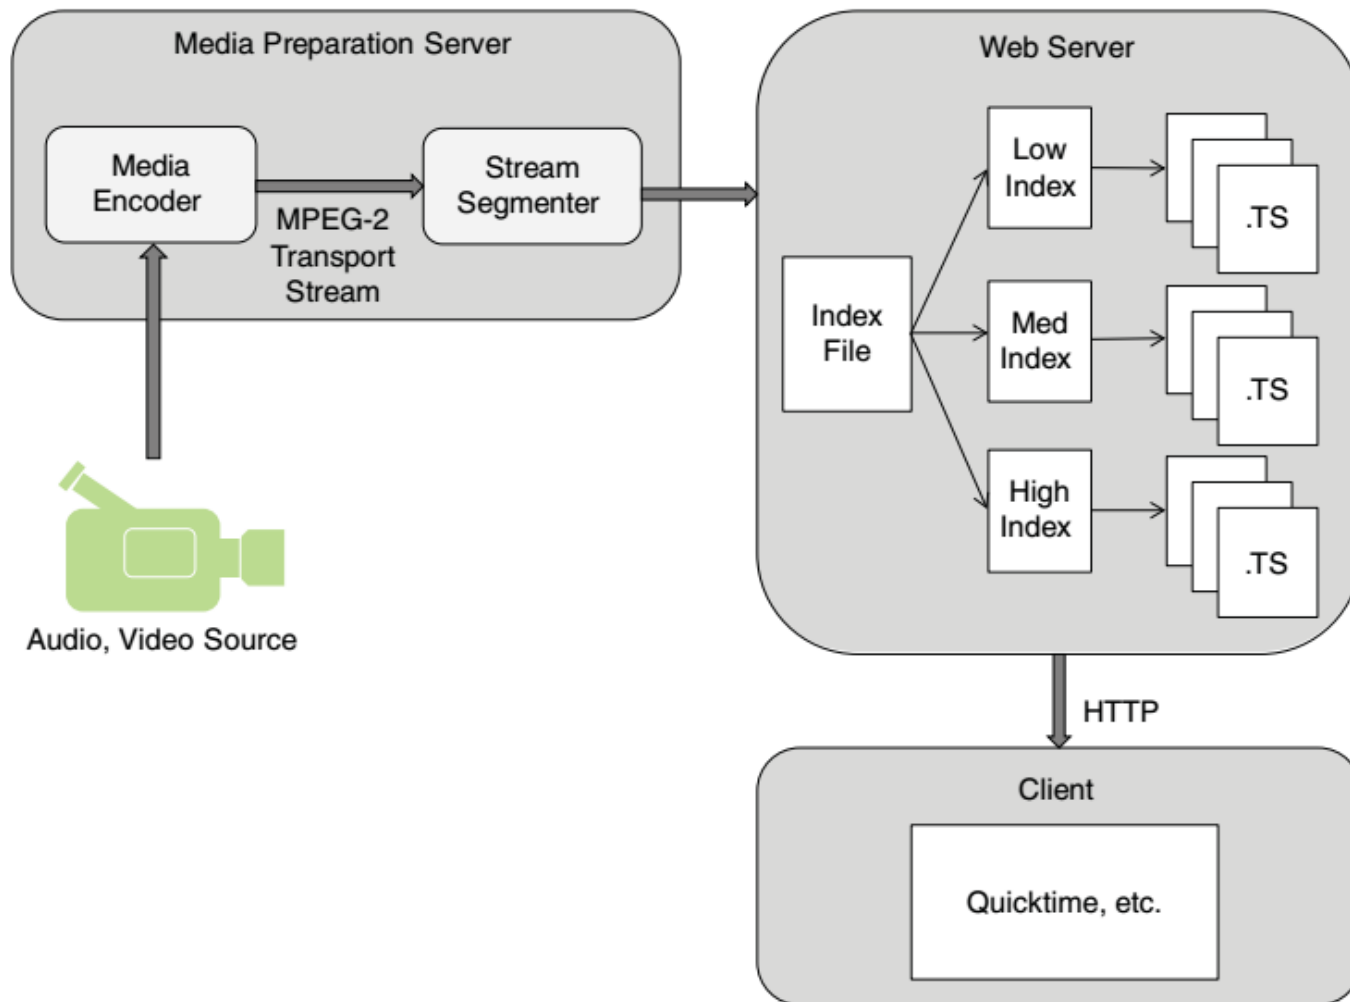 Media Preparation Server
Media
Encoder
MPEG-2
Transport
Stream
Stream
Segmenter
Audio, Video Source
Web Server
Index
File
Low
Index
.TS
Med
Index
.TS
High
Index
.TS
HTTP
Client
Quicktime, etc.